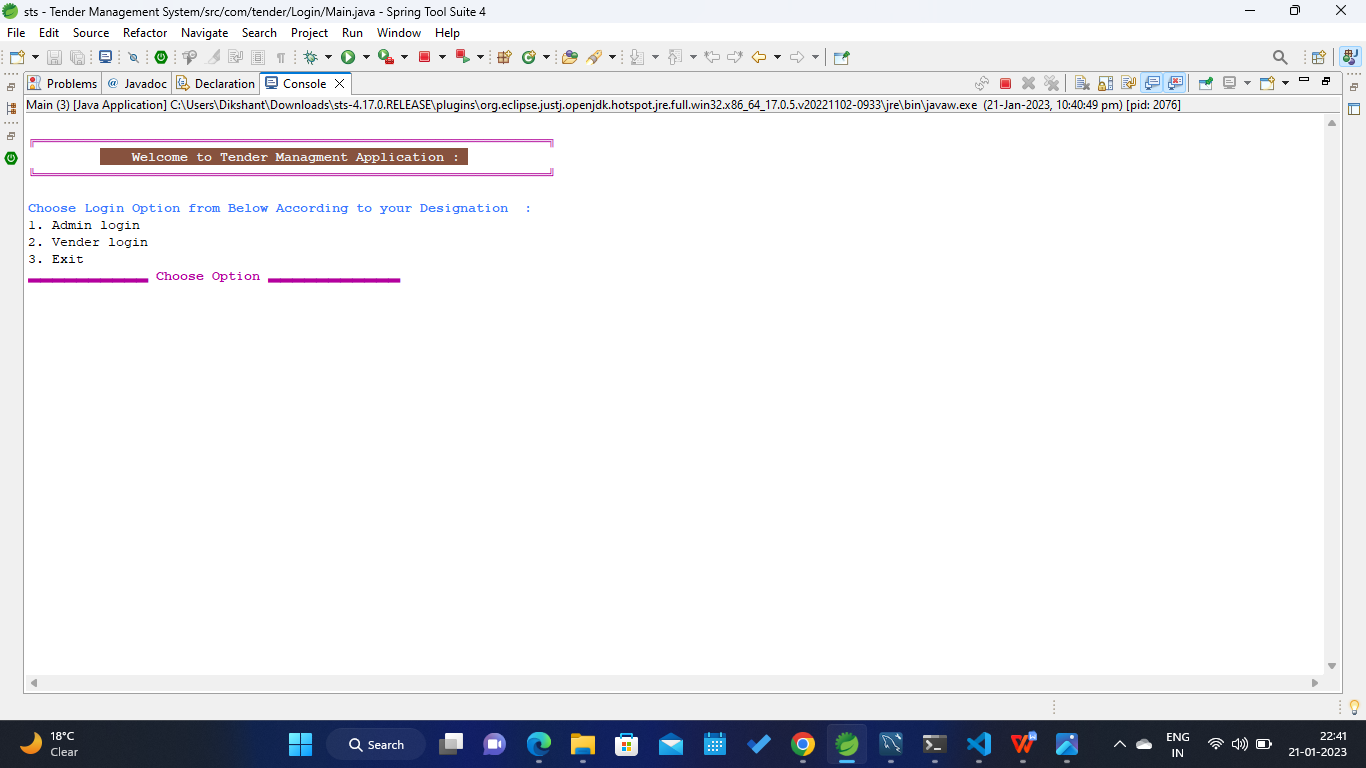 sts - Tender Management System/src/com/tender/Login/Main.java - Spring Tool Suite 4
File Edit Source Refactor Navigate Search Project Run Window Help
Problems @ Javadoc Declaration Console
Main (3) [Java Application] C:\Users\Dikshant\Downloads\sts-4.17.0.RELEASE\plugins\org.eclipse.justj.openjdk.hotspot.jre.full.win32.x86_64_17.0.5.v20221102-0933\jre\bin\javaw.exe (21-Jan-2023, 10:40:49 pm) [pid: 2076]
Welcome to Tender Managment Application :
Choose Login Option from Below According to your Designation :
1. Admin login
2. Vender login
3. Exit
Choose Option
18°C
Clear
Search
ENG
IN
22:41
21-01-2023